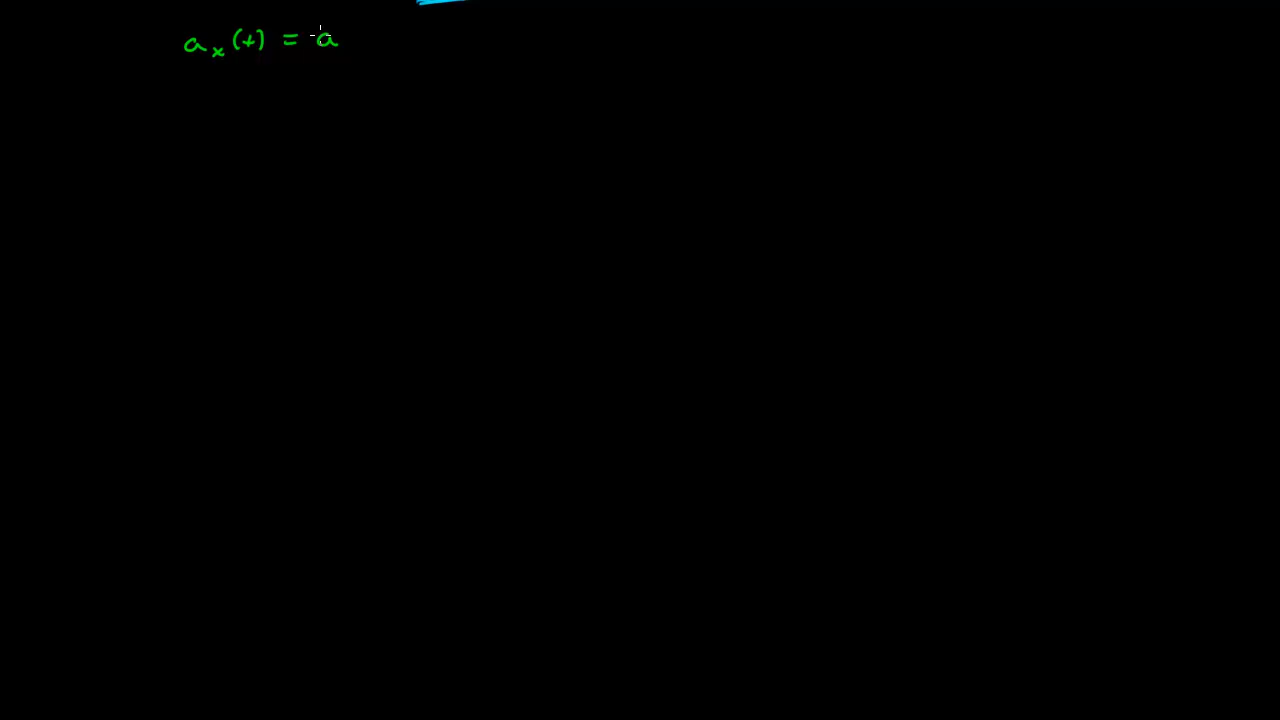 aₓ(t) = a